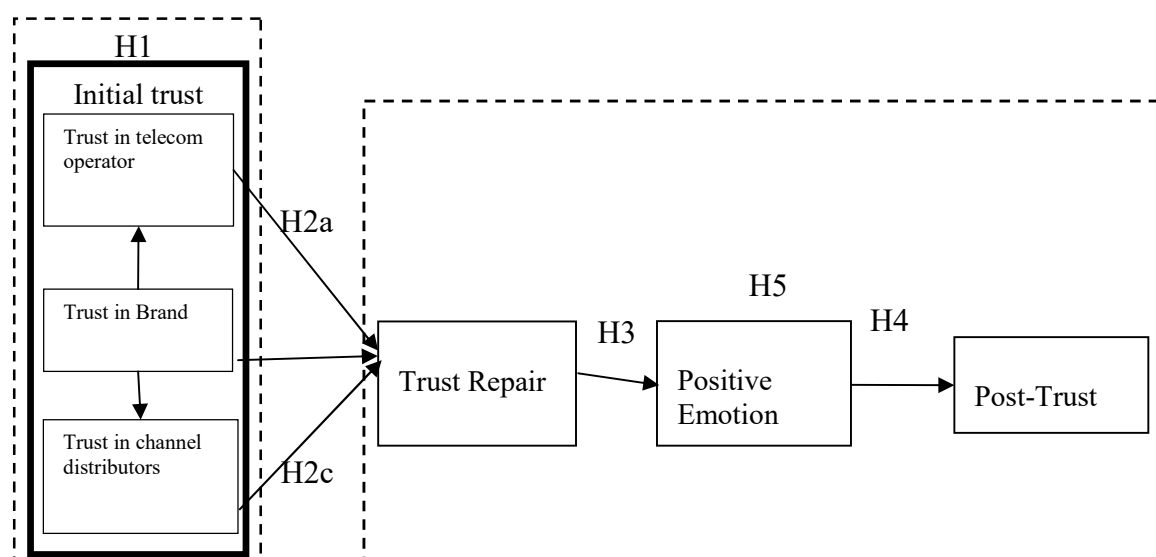 H1
Initial trust
Trust in telecom
operator
H2a
Trust in Brand
H5
H3
H4
Trust Repair
Positive
Emotion
Post-Trust
Trust in channel
distributors
H2c